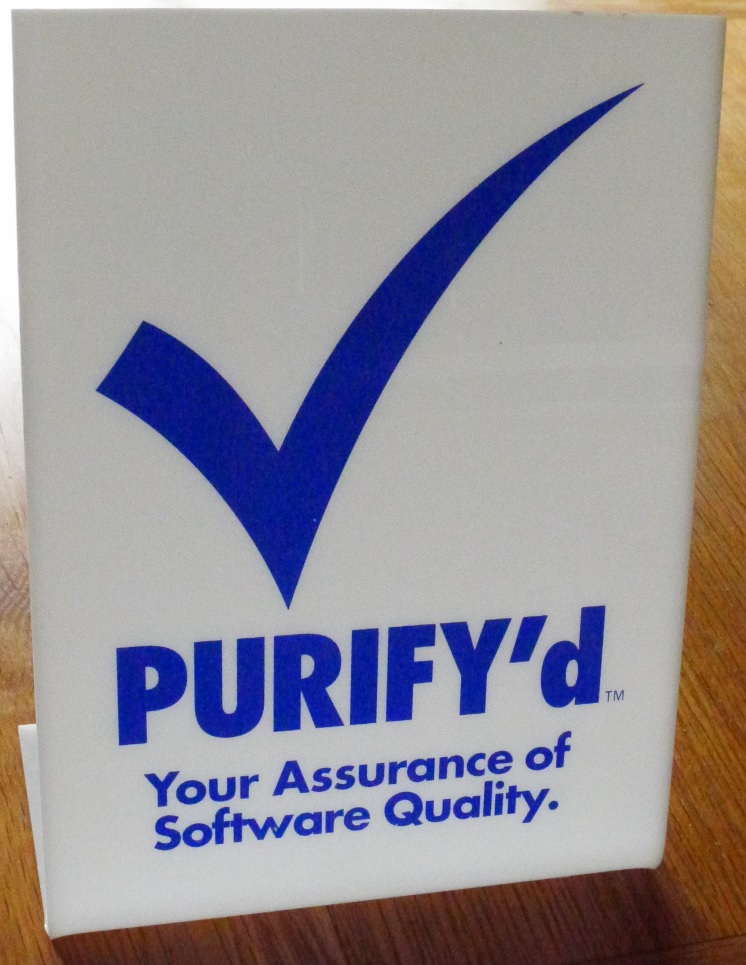 PURIFY'd™
Your Assurance of
Software Quality.